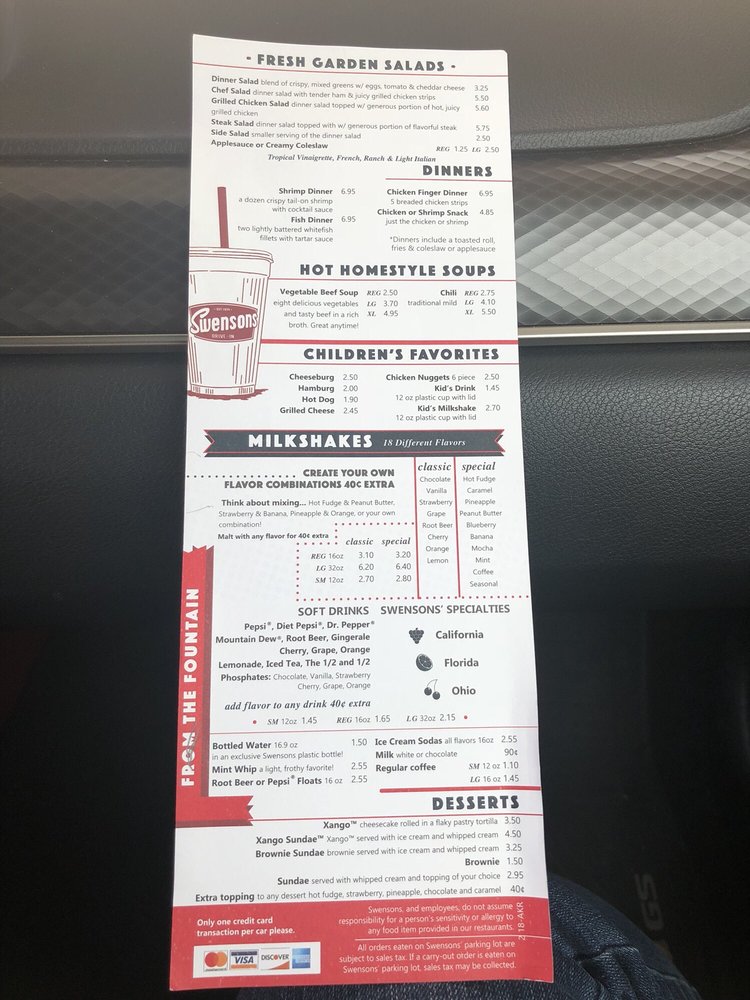 - FRESH GARDEN SALADS -
Dinner Salad blend of crispy, mixed greens w/ eggs, tomato & cheddar cheese 3.25
Chef Salad dinner salad with tender ham & juicy grilled chicken strips 5.50
Grilled Chicken Salad dinner salad topped w/ generous portion of hot, juicy 5.60
grilled chicken
Steak Salad dinner salad topped with w/ generous portion of flavorful steak 5.75
Side Salad smaller serving of the dinner salad 2.50
Applesauce or Creamy Coleslaw REG 1.25 LG 2.50
Tropical Vinaigrette, French, Ranch & Light Italian
DINNERS
Shrimp Dinner 6.95
a dozen crispy tail-on shrimp
with cocktail sauce
Fish Dinner 6.95
two lightly battered whitefish
fillets with tartar sauce
Chicken Finger Dinner 6.95
5 breaded chicken strips
Chicken or Shrimp Snack 4.85
just the chicken or shrimp
*Dinners include a toasted roll,
fries & coleslaw or applesauce
Swensons
DRIVE-IN
HOT HOMESTYLE SOUPS
Vegetable Beef Soup REG 2.50
eight delicious vegetables LG 3.70
and tasty beef in a rich XL 4.95
broth. Great anytime!
Chili REG 2.75
traditional mild LG 4.10
XL 5.50
CHILDREN'S FAVORITES
Cheeseburg 2.50
Hamburg 2.00
Hot Dog 1.90
Grilled Cheese 2.45
Chicken Nuggets 6 piece 2.50
Kid's Drink 1.45
12 oz plastic cup with lid
Kid's Milkshake 2.70
12 oz plastic cup with lid
MILKSHAKES 18 Different Flavors
CREATE YOUR OWN
FLAVOR COMBINATIONS 40¢ EXTRA
Think about mixing... Hot Fudge & Peanut Butter,
Strawberry & Banana, Pineapple & Orange, or your own
combination!
Malt with any flavor for 40¢ extra
classic special
REG 16oz 3.10 3.20
LG 32oz 6.20 6.40
SM 12oz 2.70 2.80
classic
Chocolate
Vanilla
Strawberry
Grape
Root Beer
Cherry
Orange
Lemon
special
Hot Fudge
Caramel
Pineapple
Peanut Butter
Blueberry
Banana
Mocha
Mint
Coffee
Seasonal
FROM THE FOUNTAIN
SOFT DRINKS
Pepsi®, Diet Pepsi®, Dr. Pepper®
Mountain Dew®, Root Beer, Gingerale
Cherry, Grape, Orange
Lemonade, Iced Tea, The 1/2 and 1/2
Phosphates: Chocolate, Vanilla, Strawberry
Cherry, Grape, Orange
add flavor to any drink 40¢ extra
SWENSONS' SPECIALTIES
California
Florida
Ohio
• SM 12oz 1.45 REG 16oz 1.65 LG 32oz 2.15 •
Bottled Water 16.9 oz 1.50
in an exclusive Swensons plastic bottle!
Mint Whip a light, frothy favorite! 2.55
Root Beer or Pepsi® Floats 16 oz 2.55
Ice Cream Sodas all flavors 16oz 2.55
Milk white or chocolate 90¢
Regular coffee SM 12 oz 1.10
LG 16 oz 1.45
DESSERTS
Xango™ cheesecake rolled in a flaky pastry tortilla 3.50
Xango Sundae™ Xango™ served with ice cream and whipped cream 4.50
Brownie Sundae brownie served with ice cream and whipped cream 3.25
Brownie 1.50
Sundae served with whipped cream and topping of your choice 2.95
Extra topping to any dessert hot fudge, strawberry, pineapple, chocolate and caramel 40¢
Only one credit card
transaction per car please.
MasterCard VISA DISCOVER
Swensons, and employees, do not assume
responsibility for a person's sensitivity or allergy to
any food item provided in our restaurants.
All orders eaten on Swensons' parking lot are
subject to sales tax. If a carry-out order is eaten on
Swensons' parking lot, sales tax may be collected.
2-18-AKR